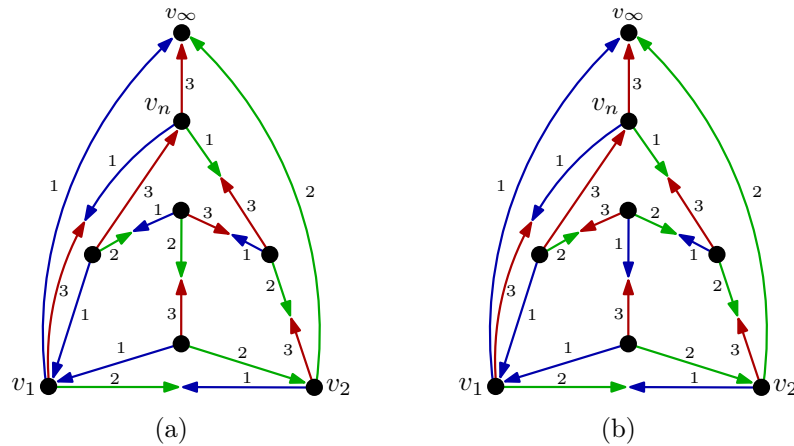 v∞ v∞
3 3
vn vn
1 1 1 1
1 3 3 2 1 3 3 2
1 3 3 2
2 2 1 2 1 1
3 1 2 3 1 2
3 3
1 2 3 1 2 3
v1 2 1 v2 v1 2 1 v2
(a) (b)